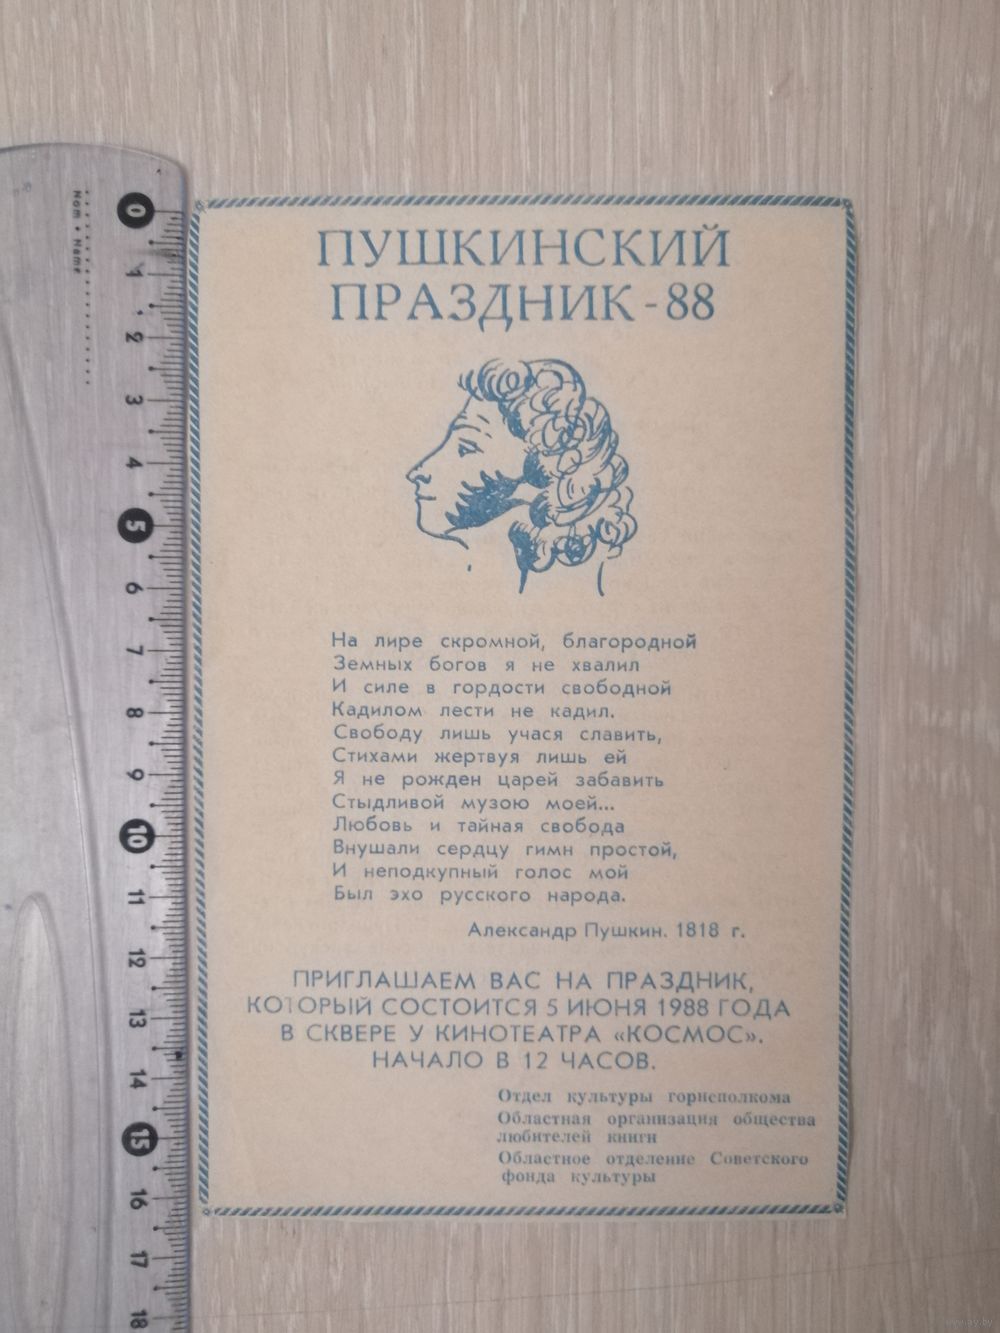 ПУШКИНСКИЙ
ПРАЗДНИК - 88
На лире скромной, благородной
Земных богов я не хвалил
И силе в гордости свободной
Кадилом лести не кадил.
Свободу лишь учася славить,
Стихами жертвуя лишь ей
Я не рожден царей забавить
Стыдливой музою моей...
Любовь и тайная свобода
Внушали сердцу гимн простой,
И неподкупный голос мой
Был эхо русского народа.
Александр Пушкин. 1818 г.
ПРИГЛАШАЕМ ВАС НА ПРАЗДНИК,
КОТОРЫЙ СОСТОИТСЯ 5 ИЮНЯ 1988 ГОДА
В СКВЕРЕ У КИНОТЕАТРА «КОСМОС».
НАЧАЛО В 12 ЧАСОВ.
Отдел культуры горисполкома
Областная организация общества
любителей книги
Областное отделение Советского
фонда культуры
Nom • Name
0
1
2
3
4
5
6
7
8
9
10
11
12
13
14
15
16
17
18
www.ay.by